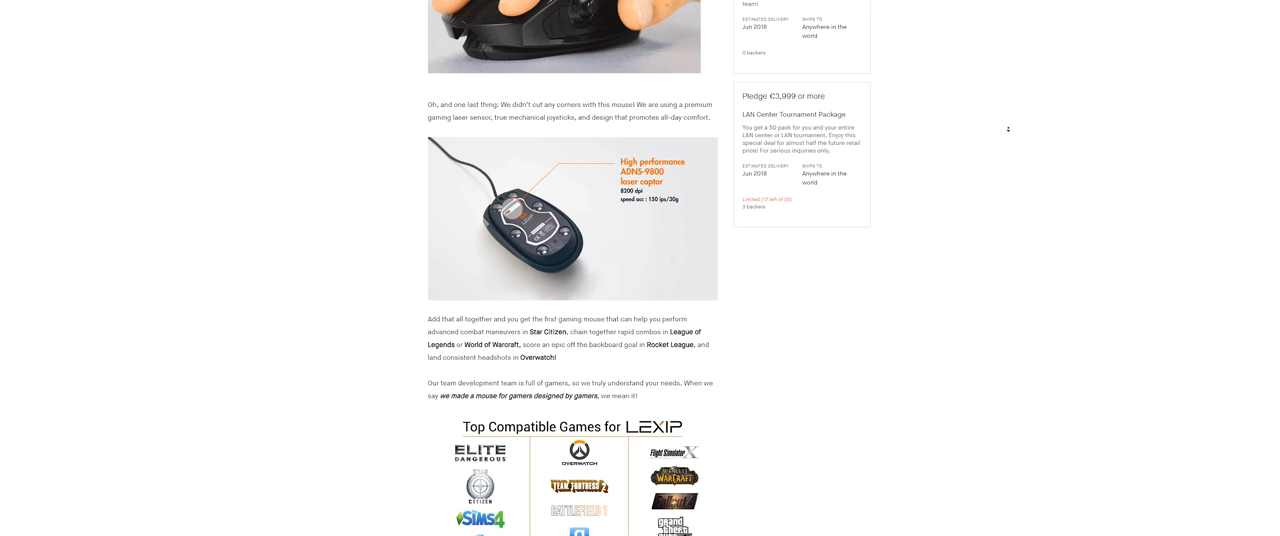 team!
ESTIMATED DELIVERY
SHIPS TO
Jun 2018
Anywhere in the
world
0 backers
Pledge €3,999 or more
LAN Center Tournament Package
You get a 50 pack for you and your entire
LAN center or LAN tournament. Enjoy this
special deal for almost half the future retail
price! For serious inquiries only.
ESTIMATED DELIVERY
SHIPS TO
Jun 2018
Anywhere in the
world
Limited (17 left of 20)
3 backers
Oh, and one last thing: We didn't cut any corners with this mouse! We are using a premium
gaming laser sensor, true mechanical joysticks, and design that promotes all-day comfort.
High performance
ADNS-9800
laser captor
8200 dpi
speed acc : 150 ips/30g
LEXIP
Add that all together and you get the first gaming mouse that can help you perform
advanced combat maneuvers in Star Citizen, chain together rapid combos in League of
Legends or World of Warcraft, score an epic off the backboard goal in Rocket League, and
land consistent headshots in Overwatch!
Our team development team is full of gamers, so we truly understand your needs. When we
say we made a mouse for gamers designed by gamers, we mean it!
Top Compatible Games for LEXIP
ELITE
DANGEROUS
OVERWATCH
Flight Simulator X
CITIZEN
TEAM FORTRESS 2
WORLD
WARCRAFT
SIMS 4
BATTLEFIELD 1
Fallout 4
grand
theft